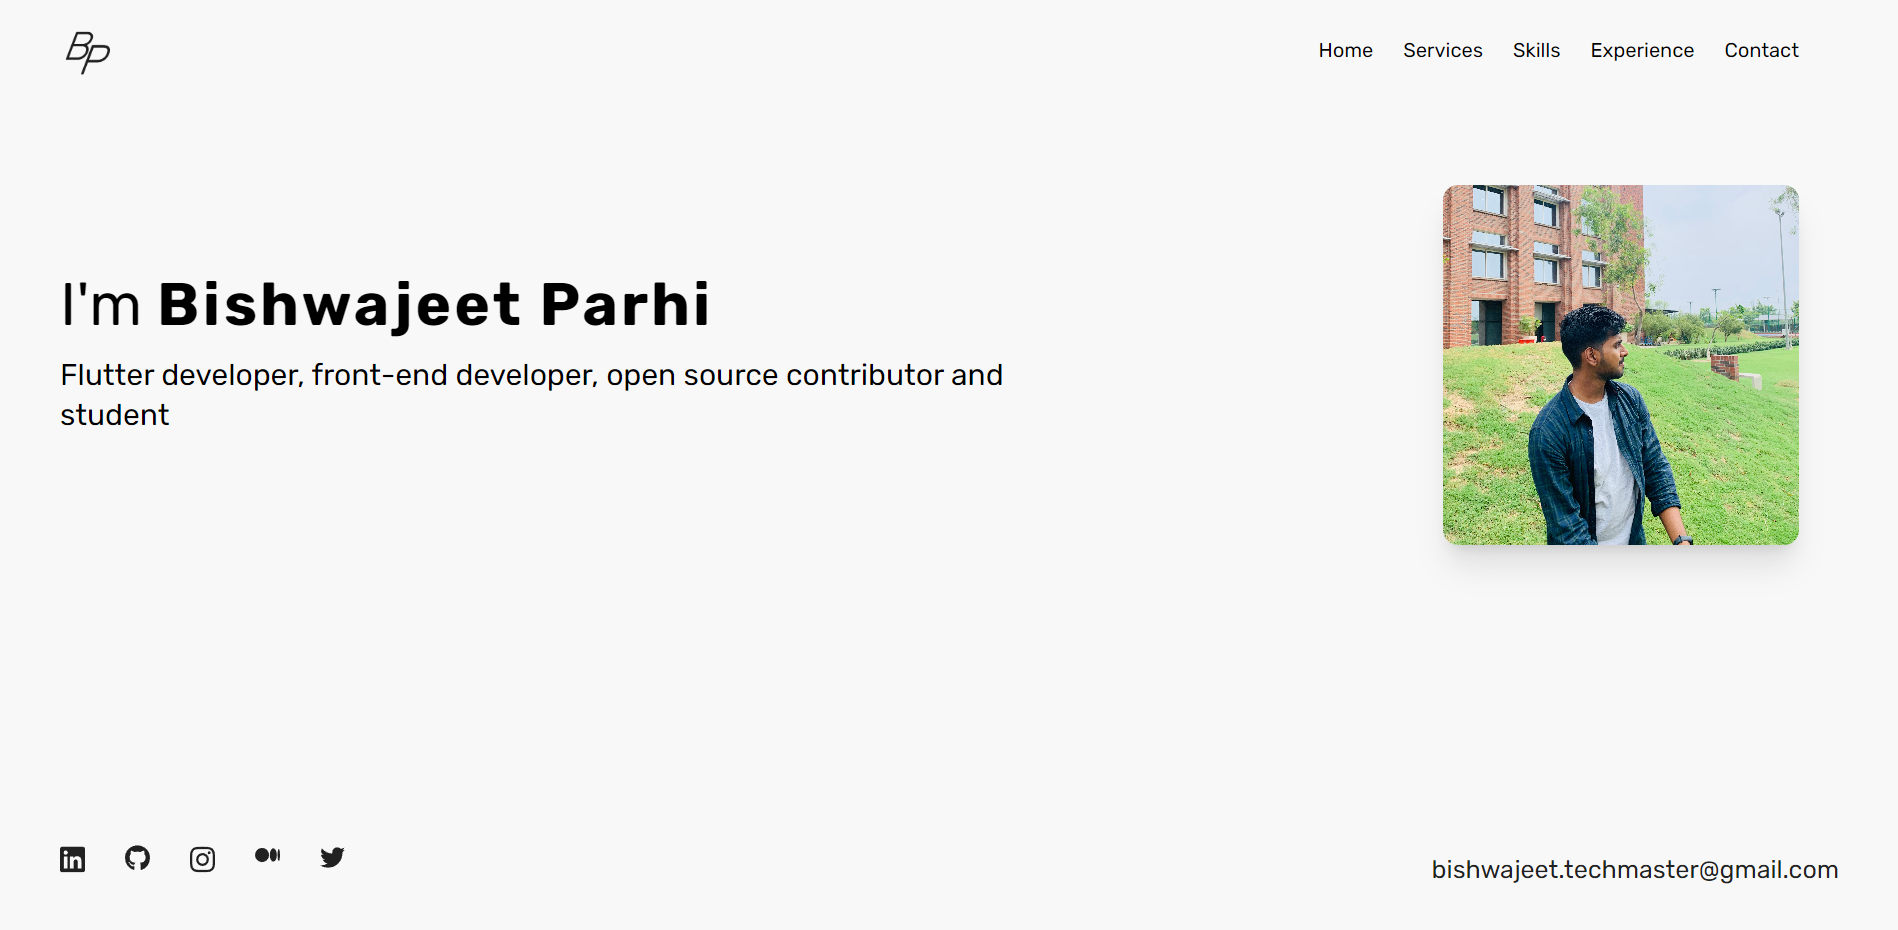 BP
Home Services Skills Experience Contact
I'm Bishwajeet Parhi
Flutter developer, front-end developer, open source contributor and
student
in
bishwajeet.techmaster@gmail.com